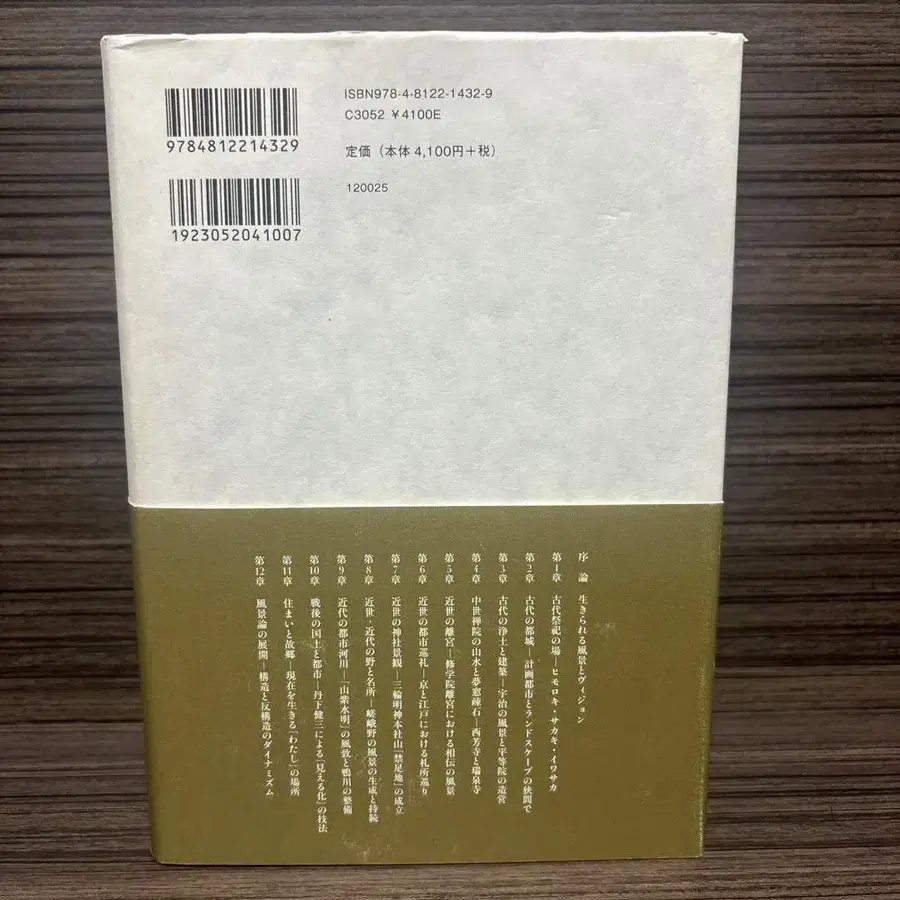 ISBN978-4-8122-1432-9
C3052 ¥4100E
定価(本体4,100円+税)
120025
9784812214329
1923052041007
序 論 生きられる風景とヴィジョン
第1章 古代祭祀の場―ヒモロキ・サカキ・イワサカ
第2章 古代の都城―計画都市とランドスケープの狭間で
第3章 古代の浄土と建築―宇治の風景と平等院の造営
第4章 中世禅院の山水と夢窓疎石―西芳寺と瑞泉寺
第5章 近世の離宮―修学院離宮における相伝の風景
第6章 近世の都市巡礼―京と江戸における札所巡り
第7章 近世の神社景観―三輪明神本社山「禁足地」の成立
第8章 近世・近代の野と名所―嵯峨野の風景の生成と持続
第9章 近代の都市河川―「山紫水明」の風致と鴨川の整備
第10章 戦後の国土と都市―丹下健三による「見える化」の技法
第11章 住まいと故郷―現在を生きる「わたし」の場所
第12章 風景論の展開―構造と反構造のダイナミズム